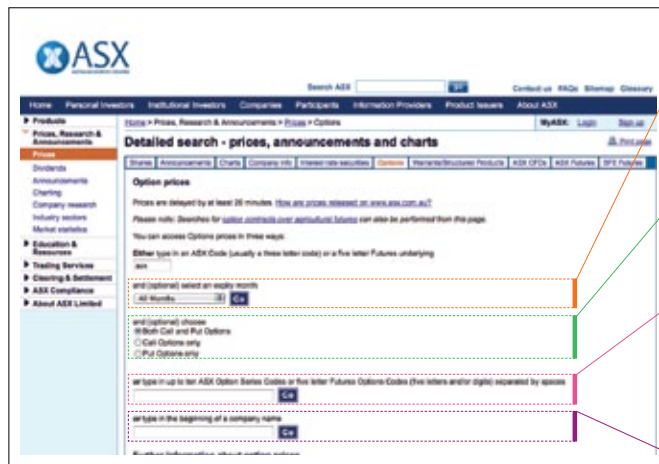 ASX
Search ASX
Contact us FAQs Sitemap Glossary
Home Personal Investors Institutional Investors Companies Participants Information Providers Product Issuers About ASX
Products
Prices, Research & Announcements
Prices
Dividends
Announcements
Charting
Company research
Industry sectors
Market statistics
Education & Resources
Trading Services
Clearing & Settlement
ASX Compliance
About ASX Limited
Home > Prices, Research & Announcements > Prices > Options
MyASX: Login Sign up
Detailed search - prices, announcements and charts
Print page
Shares Announcements Charts Company info Interest rate securities Options Warrants/Structured Products ASX CFDs ASX Futures SFE Futures
Option prices
Prices are delayed by at least 20 minutes. How are prices released on www.asx.com.au?
Please note: Searches for option contracts over agricultural futures can also be performed from this page.
You can access Options prices in three ways:
Either type in an ASX Code (usually a three letter code) or a five letter Futures underlying
and (optional) select an expiry month
All Months Go
and (optional) choose
Both Call and Put Options
Call Options only
Put Options only
or type in up to ten ASX Option Series Codes or five letter Futures Options Codes (five letters and/or digits) separated by spaces
Go
or type in the beginning of a company name
Go
Further information about option prices